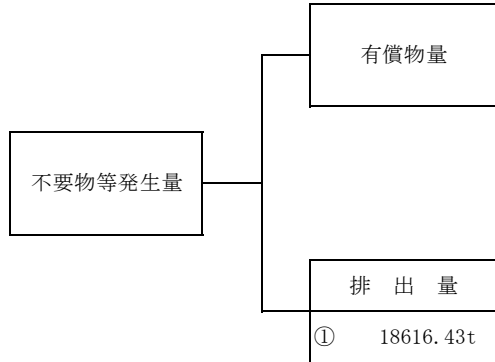 有償物量
不要物等発生量
排 出 量
① 18616.43t